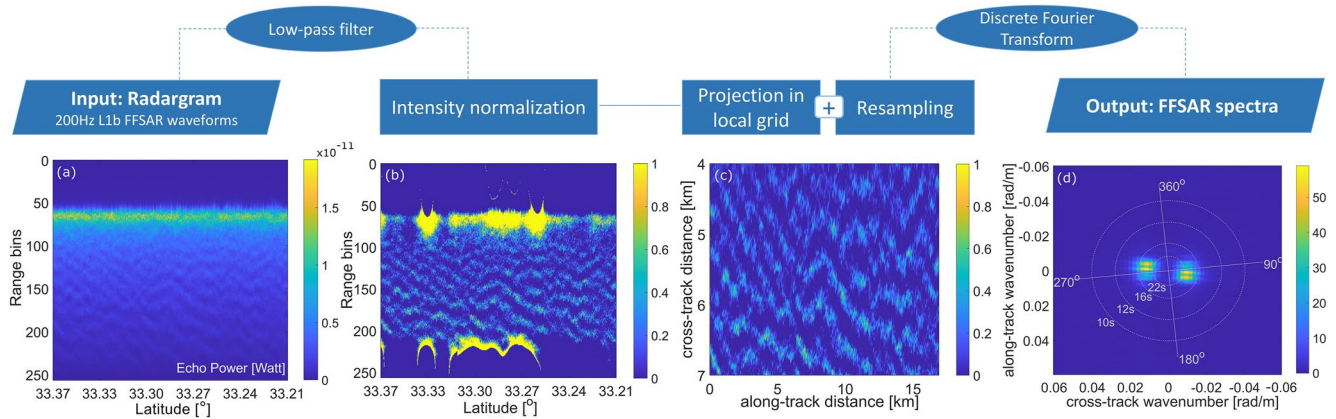 Low-pass filter
Discrete Fourier
Transform
Input: Radargram
200Hz L1b FFSAR waveforms
Intensity normalization
Projection in
local grid
+
Resampling
Output: FFSAR spectra
(a)
x10⁻¹¹
0
50
100
150
200
250
Range bins
33.37 33.34 33.30 33.27 33.24 33.21
Latitude [°]
Echo Power [Watt]
1.5
1
0.5
0
(b)
0
50
100
150
200
250
Range bins
33.37 33.34 33.30 33.27 33.24 33.21
Latitude [°]
1
0.8
0.6
0.4
0.2
0
(c)
4
5
6
7
cross-track distance [km]
0 5 10 15
along-track distance [km]
1
0.8
0.6
0.4
0.2
0
(d)
-0.06
-0.04
-0.02
0
0.02
0.04
along-track wavenumber [rad/m]
360°
90°
270°
180°
22s
16s
12s
10s
0.06 0.04 0.02 0 -0.02 -0.04 -0.06
cross-track wavenumber [rad/m]
50
40
30
20
10
0